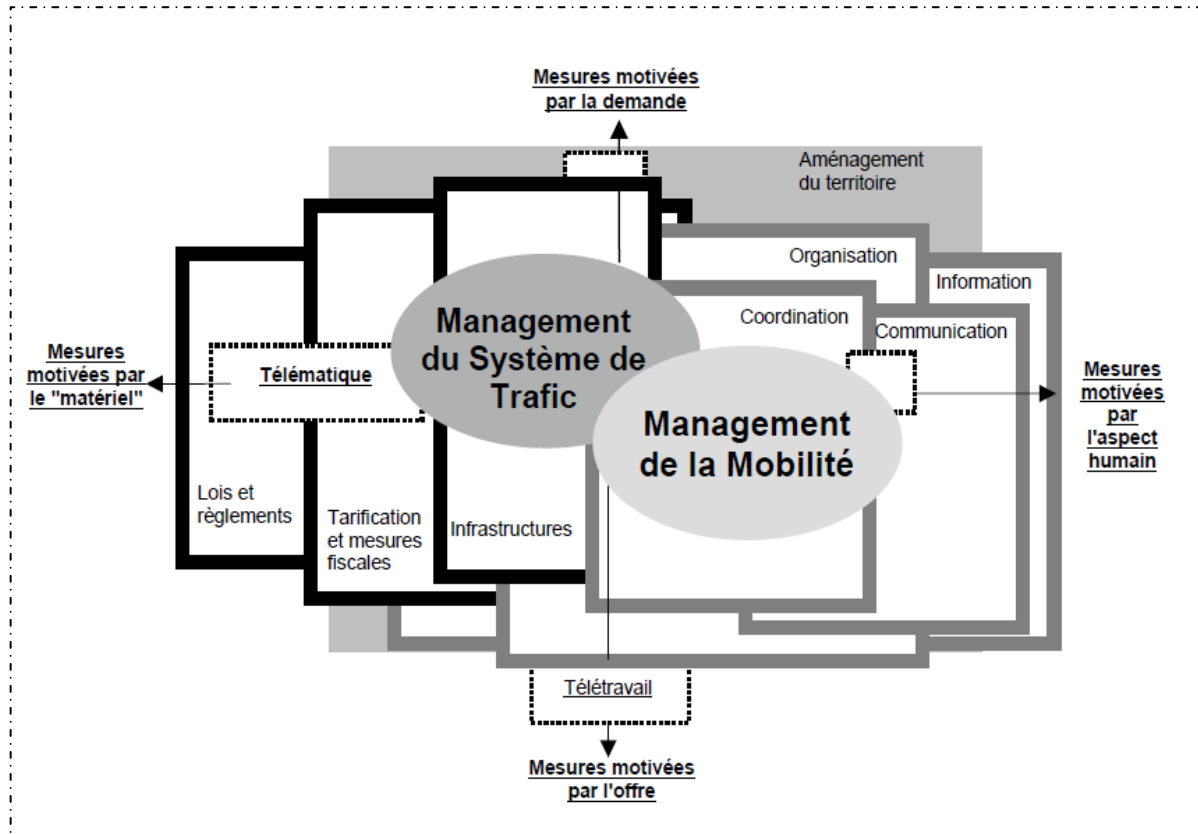 Mesures motivées
par la demande
Aménagement
du territoire
Organisation
Information
Coordination
Communication
Management
du Système de
Trafic
Mesures
motivées par
le "matériel"
Télématique
Mesures
motivées
par
l'aspect
humain
Management
de la Mobilité
Lois et
règlements
Tarification
et mesures
fiscales
Infrastructures
Télétravail
Mesures motivées
par l'offre